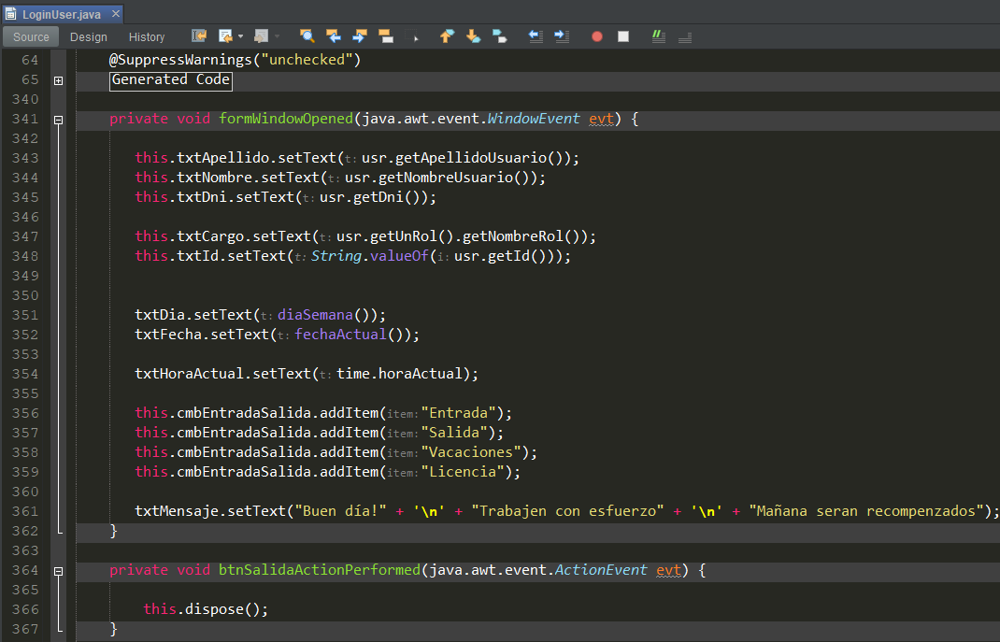 LoginUser.java ×
Source Design History
64 @SuppressWarnings("unchecked")
65 Generated Code
340
341 private void formWindowOpened(java.awt.event.WindowEvent evt) {
342
343 this.txtApellido.setText(t: usr.getApellidoUsuario());
344 this.txtNombre.setText(t: usr.getNombreUsuario());
345 this.txtDni.setText(t: usr.getDni());
346
347 this.txtCargo.setText(t: usr.getUnRol().getNombreRol());
348 this.txtId.setText(t: String.valueOf(i: usr.getId()));
349
350
351 txtDia.setText(t: diaSemana());
352 txtFecha.setText(t: fechaActual());
353
354 txtHoraActual.setText(t: time.horaActual);
355
356 this.cmbEntradaSalida.addItem(item: "Entrada");
357 this.cmbEntradaSalida.addItem(item: "Salida");
358 this.cmbEntradaSalida.addItem(item: "Vacaciones");
359 this.cmbEntradaSalida.addItem(item: "Licencia");
360
361 txtMensaje.setText("Buen día!" + '\n' + "Trabajen con esfuerzo" + '\n' + "Mañana seran recompenzados");
362 }
363
364 private void btnSalidaActionPerformed(java.awt.event.ActionEvent evt) {
365
366 this.dispose();
367 }